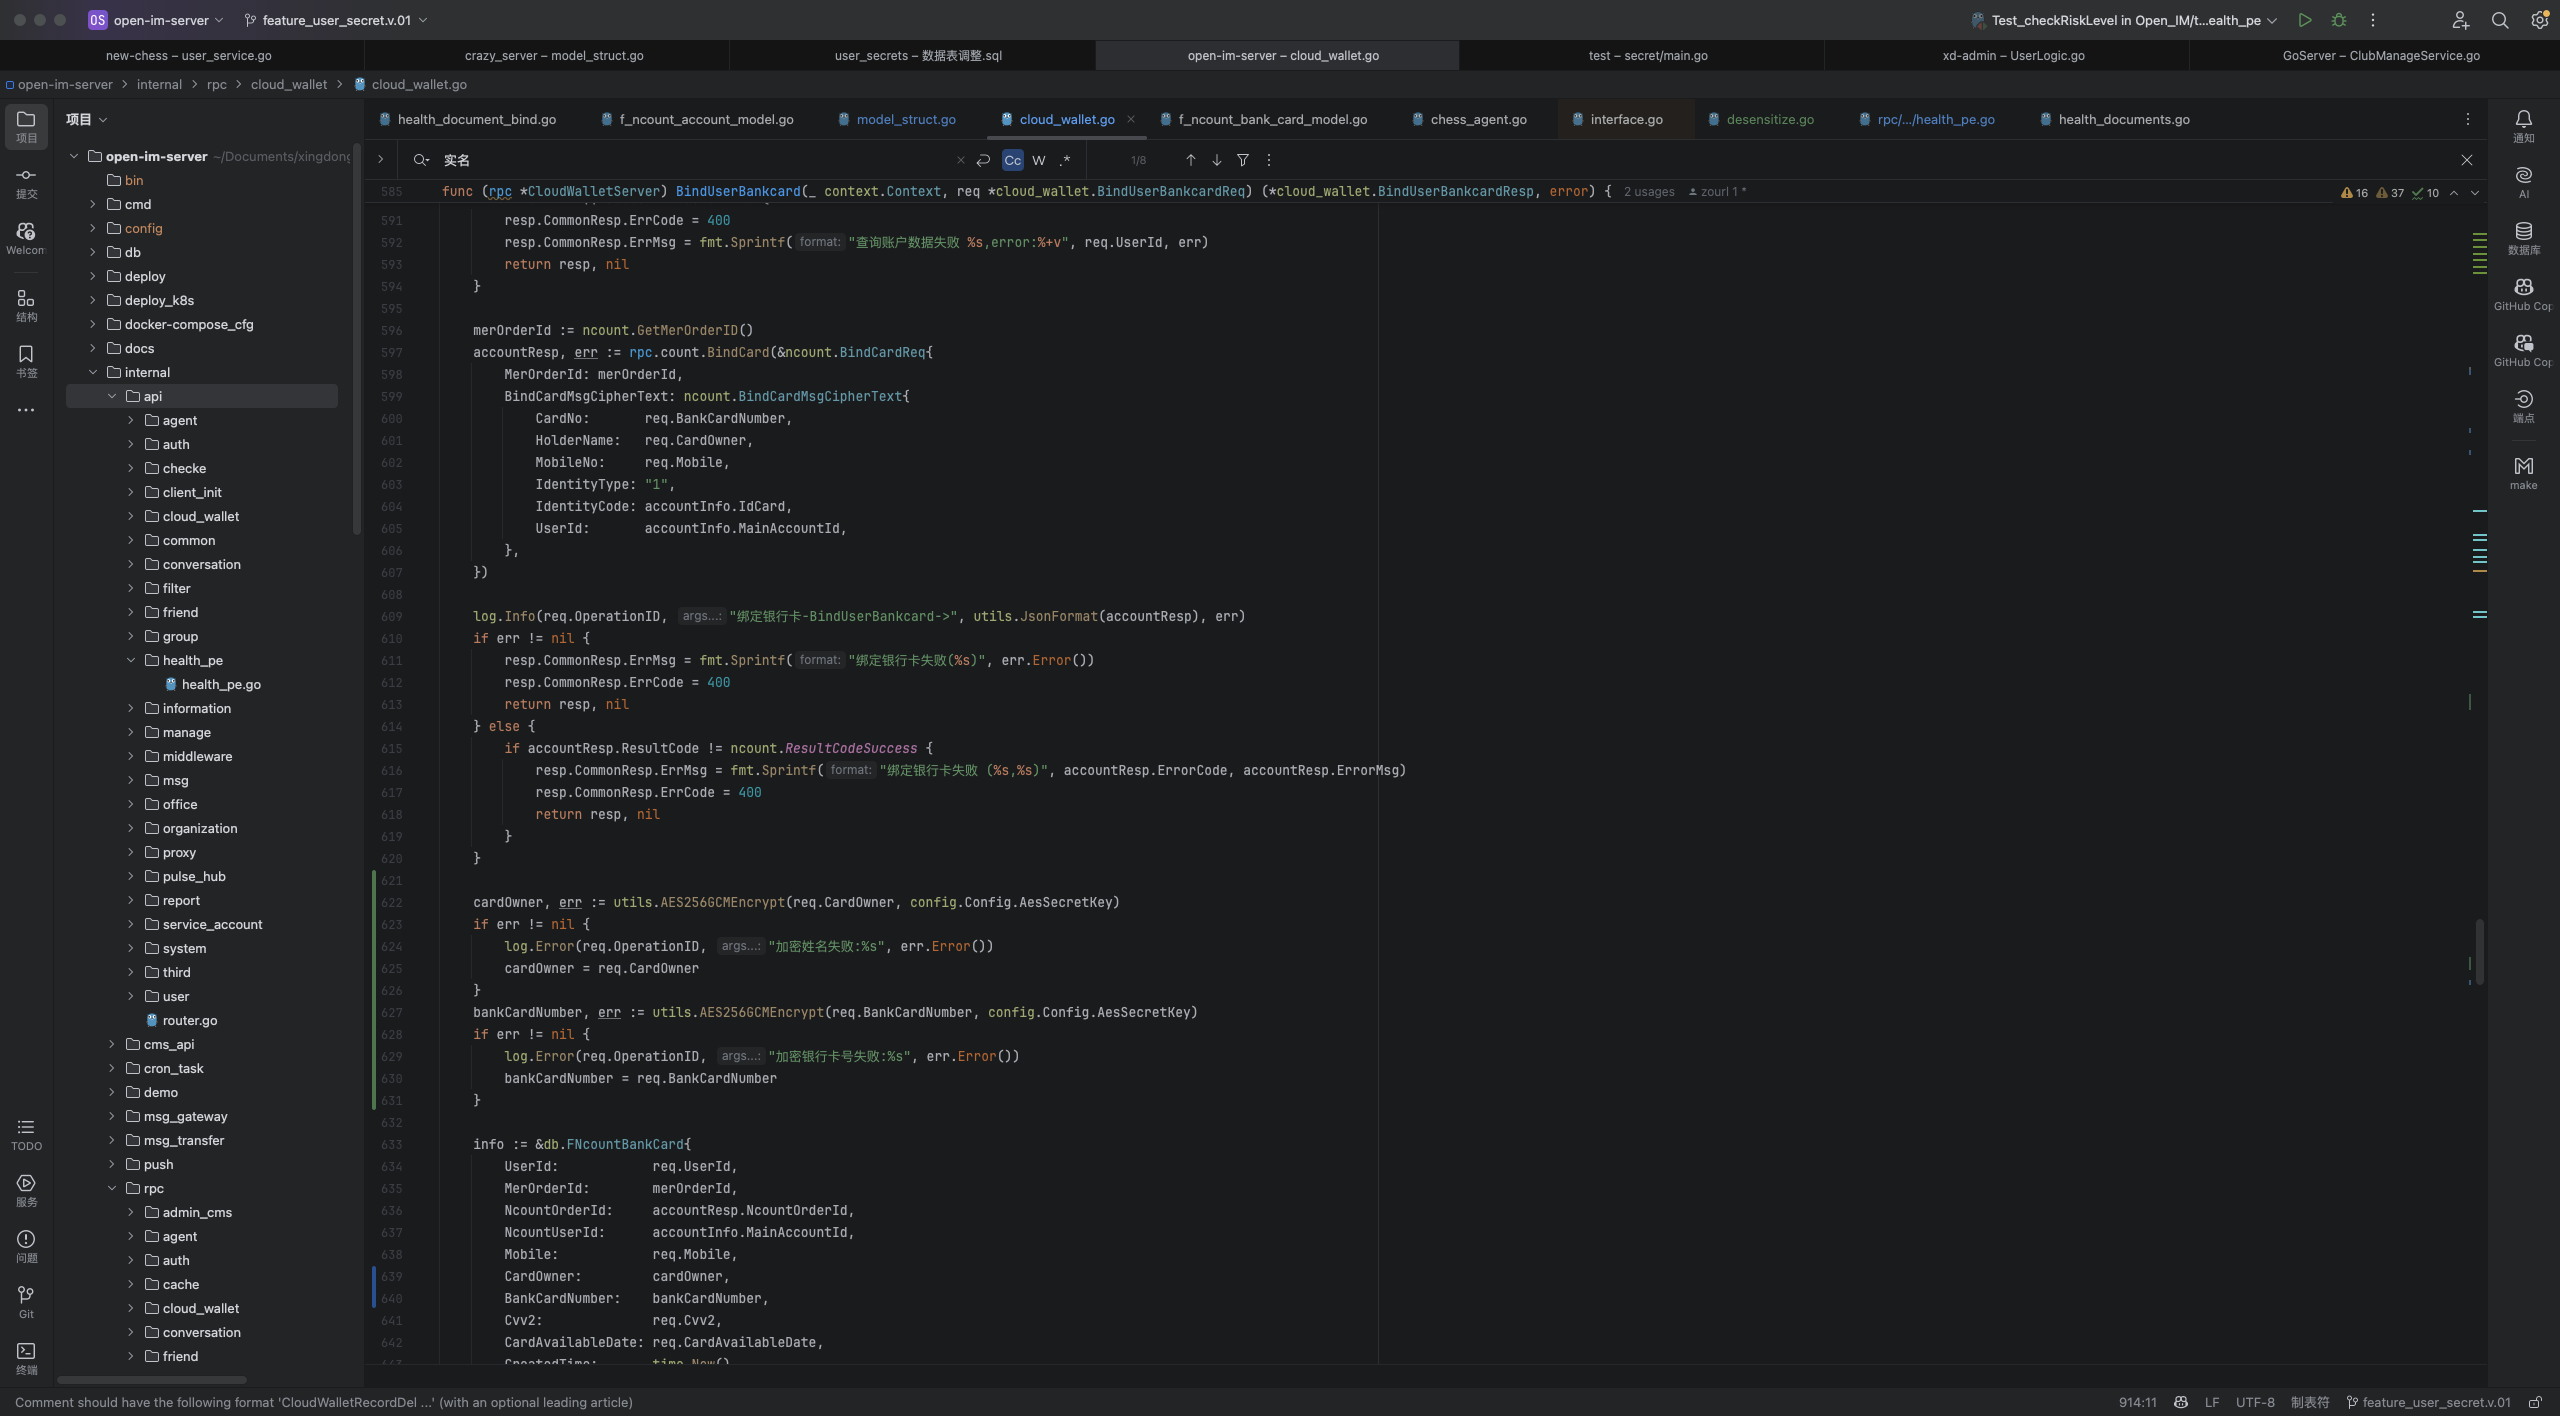 OS open-im-server feature_user_secret.v.01 Test_checkRiskLevel in Open_IM/t...ealth_pe
new-chess – user_service.go crazy_server – model_struct.go user_secrets – 数据表调整.sql open-im-server – cloud_wallet.go test – secret/main.go xd-admin – UserLogic.go GoServer – ClubManageService.go
open-im-server internal rpc cloud_wallet cloud_wallet.go
项目
提交
Welcom
结构
书签
TODO
服务
问题
Git
终端
项目
open-im-server ~/Documents/xingdong
bin
cmd
config
db
deploy
deploy_k8s
docker-compose_cfg
docs
internal
api
agent
auth
checke
client_init
cloud_wallet
common
conversation
filter
friend
group
health_pe
health_pe.go
information
manage
middleware
msg
office
organization
proxy
pulse_hub
report
service_account
system
third
user
router.go
cms_api
cron_task
demo
msg_gateway
msg_transfer
push
rpc
admin_cms
agent
auth
cache
cloud_wallet
conversation
friend
health_document_bind.go f_ncount_account_model.go model_struct.go cloud_wallet.go f_ncount_bank_card_model.go chess_agent.go interface.go desensitize.go rpc/.../health_pe.go health_documents.go
实名 Cc W .* 1/8
585 func (rpc *CloudWalletServer) BindUserBankcard(_ context.Context, req *cloud_wallet.BindUserBankcardReq) (*cloud_wallet.BindUserBankcardResp, error) { 2 usages zourl 1 * 16 37 10
591 resp.CommonResp.ErrCode = 400
592 resp.CommonResp.ErrMsg = fmt.Sprintf( format: "查询账户数据失败 %s,error:%+v", req.UserId, err)
593 return resp, nil
594 }
595
596 merOrderId := ncount.GetMerOrderID()
597 accountResp, err := rpc.count.BindCard(&ncount.BindCardReq{
598 MerOrderId: merOrderId,
599 BindCardMsgCipherText: ncount.BindCardMsgCipherText{
600 CardNo: req.BankCardNumber,
601 HolderName: req.CardOwner,
602 MobileNo: req.Mobile,
603 IdentityType: "1",
604 IdentityCode: accountInfo.IdCard,
605 UserId: accountInfo.MainAccountId,
606 },
607 })
608
609 log.Info(req.OperationID, args...: "绑定银行卡-BindUserBankcard->", utils.JsonFormat(accountResp), err)
610 if err != nil {
611 resp.CommonResp.ErrMsg = fmt.Sprintf( format: "绑定银行卡失败(%s)", err.Error())
612 resp.CommonResp.ErrCode = 400
613 return resp, nil
614 } else {
615 if accountResp.ResultCode != ncount.ResultCodeSuccess {
616 resp.CommonResp.ErrMsg = fmt.Sprintf( format: "绑定银行卡失败 (%s,%s)", accountResp.ErrorCode, accountResp.ErrorMsg)
617 resp.CommonResp.ErrCode = 400
618 return resp, nil
619 }
620 }
621
622 cardOwner, err := utils.AES256GCMEncrypt(req.CardOwner, config.Config.AesSecretKey)
623 if err != nil {
624 log.Error(req.OperationID, args...: "加密姓名失败:%s", err.Error())
625 cardOwner = req.CardOwner
626 }
627 bankCardNumber, err := utils.AES256GCMEncrypt(req.BankCardNumber, config.Config.AesSecretKey)
628 if err != nil {
629 log.Error(req.OperationID, args...: "加密银行卡号失败:%s", err.Error())
630 bankCardNumber = req.BankCardNumber
631 }
632
633 info := &db.FNcountBankCard{
634 UserId: req.UserId,
635 MerOrderId: merOrderId,
636 NcountOrderId: accountResp.NcountOrderId,
637 NcountUserId: accountInfo.MainAccountId,
638 Mobile: req.Mobile,
639 CardOwner: cardOwner,
640 BankCardNumber: bankCardNumber,
641 Cvv2: req.Cvv2,
642 CardAvailableDate: req.CardAvailableDate,
643 CreatedTime: time.Now()
通知
AI
数据库
GitHub Cop
GitHub Cop
端点
make
Comment should have the following format 'CloudWalletRecordDel ...' (with an optional leading article) 914:11 LF UTF-8 制表符 feature_user_secret.v.01